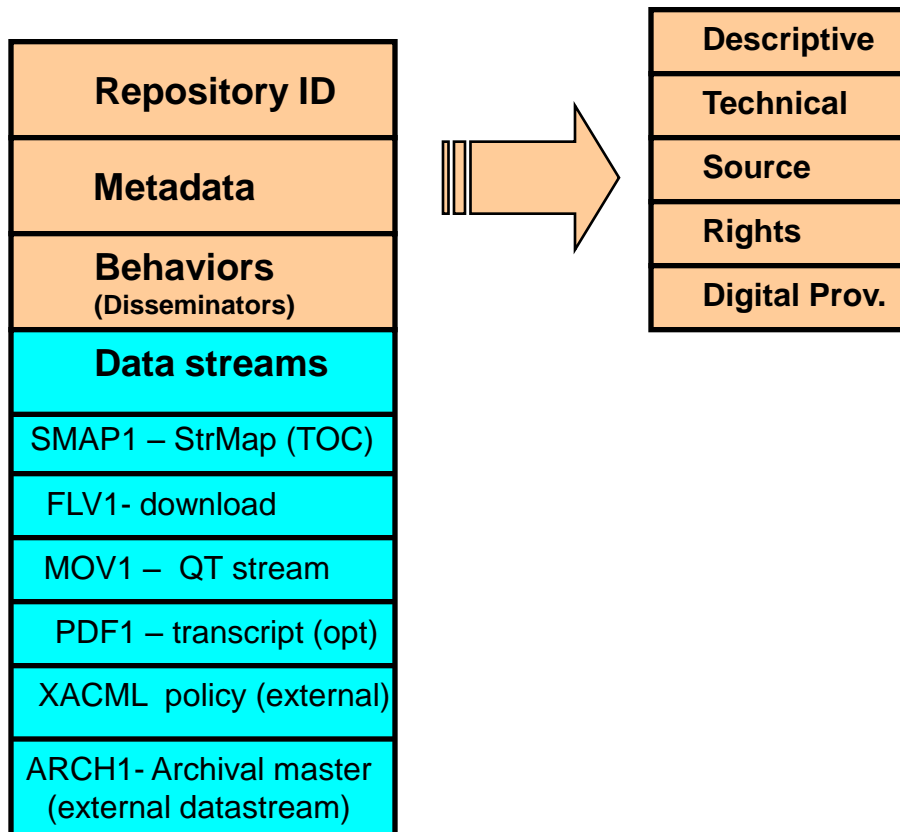 Repository ID
Metadata
Behaviors
(Disseminators)
Data streams
SMAP1 – StrMap (TOC)
FLV1- download
MOV1 – QT stream
PDF1 – transcript (opt)
XACML policy (external)
ARCH1- Archival master
(external datastream)
Descriptive
Technical
Source
Rights
Digital Prov.